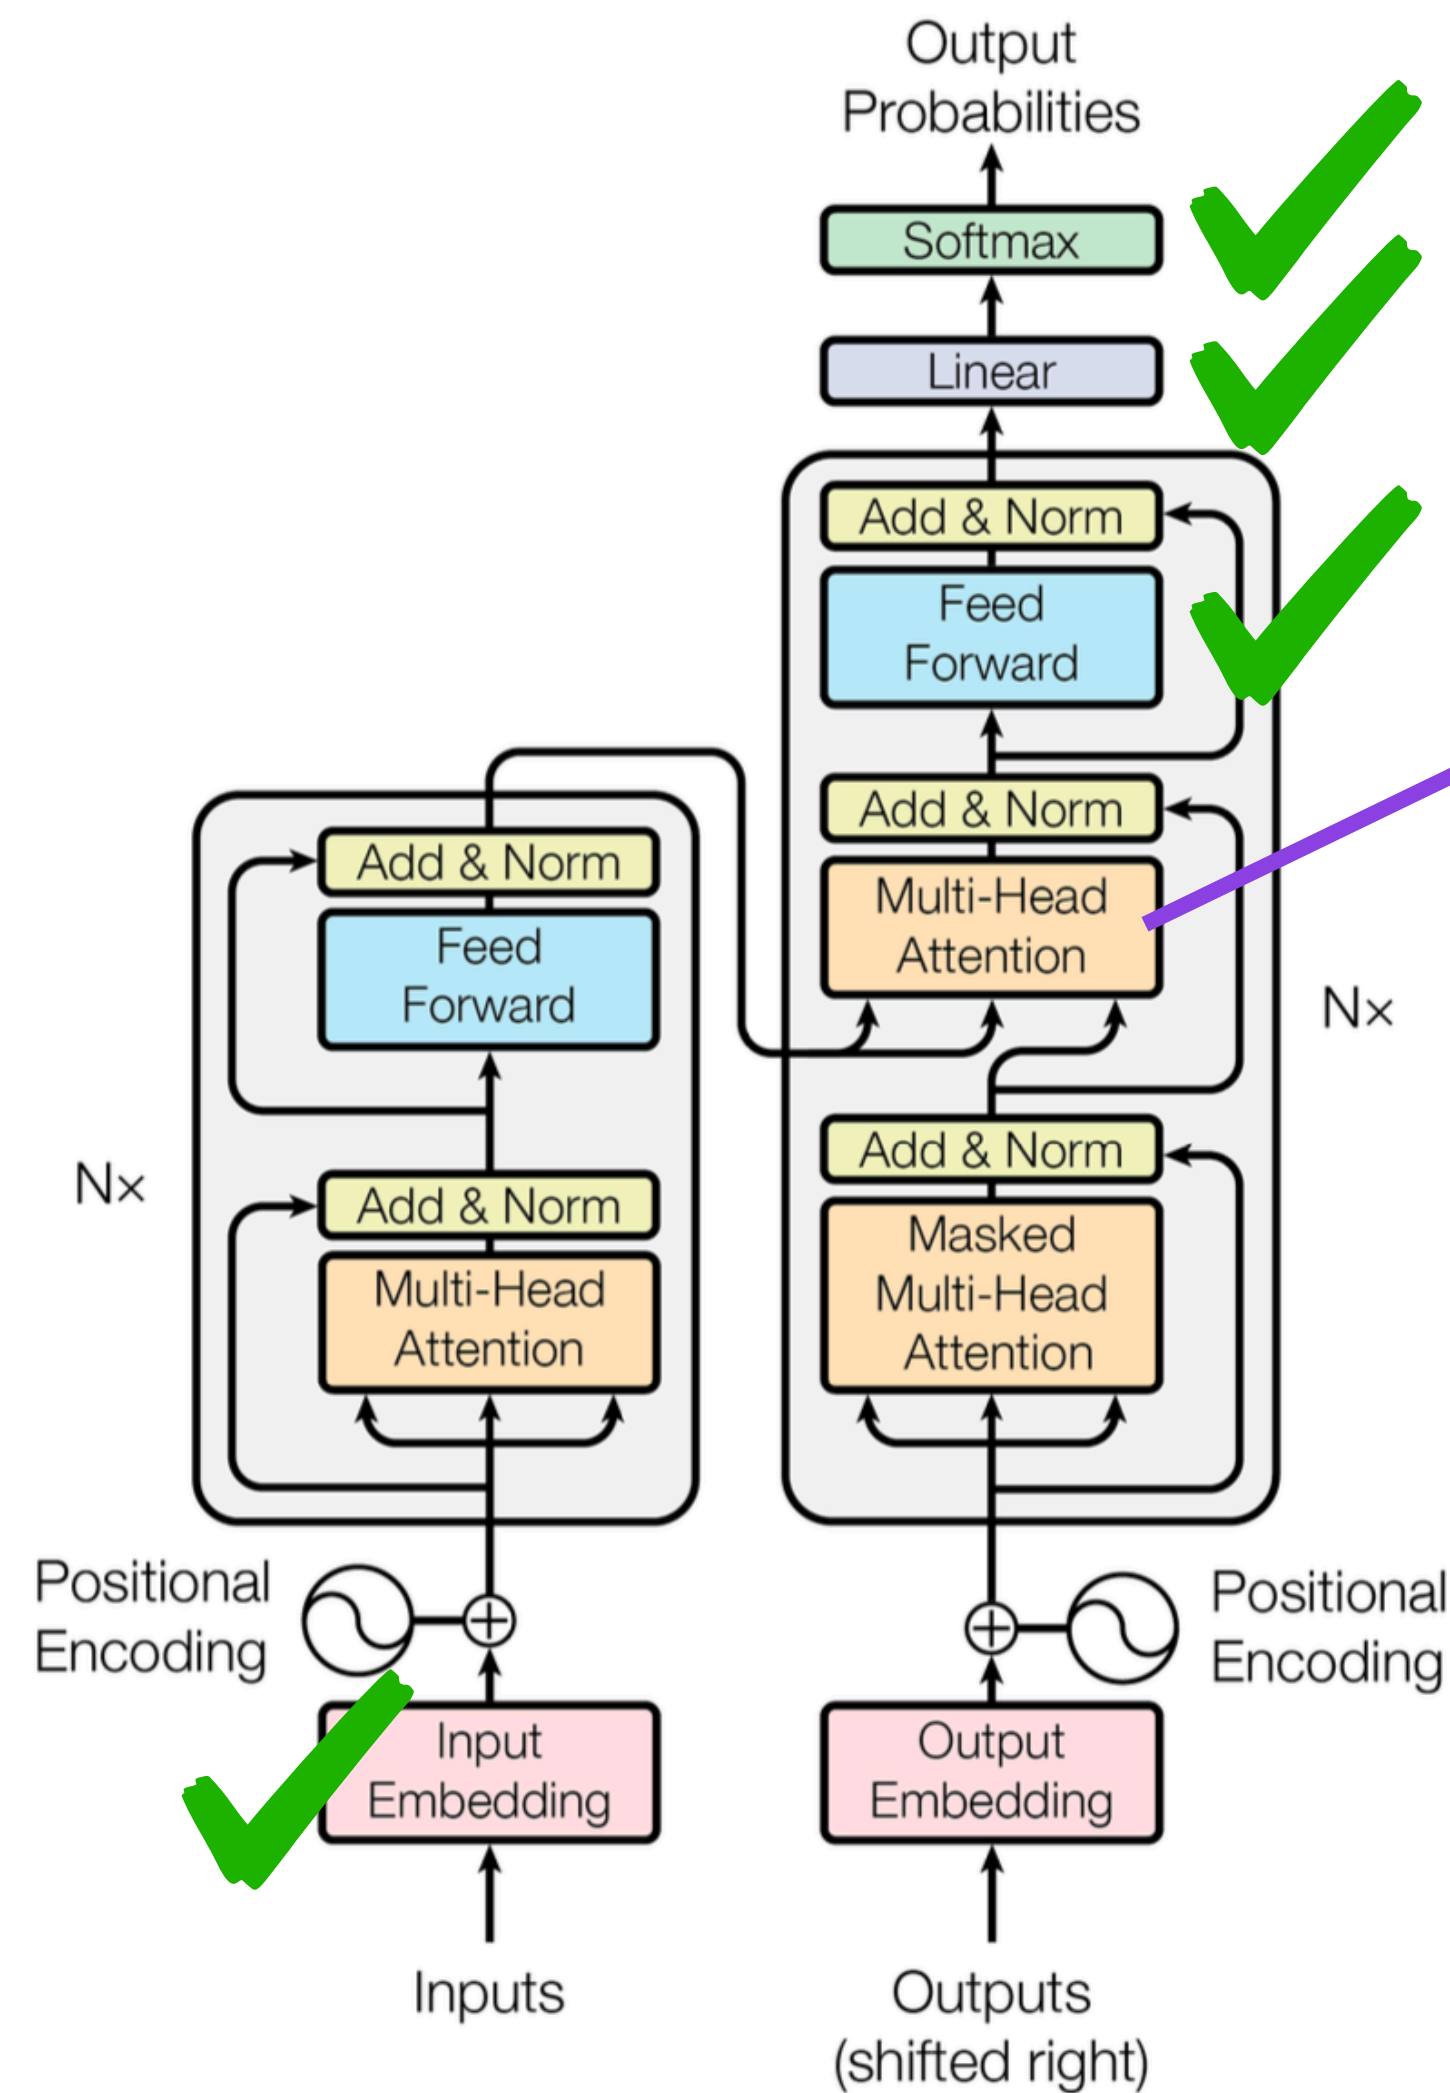 Output
Probabilities
Softmax
Linear
Add & Norm
Feed
Forward
Add & Norm
Multi-Head
Attention
Add & Norm
Feed
Forward
N×
Add & Norm
Masked
Multi-Head
Attention
N×
Add & Norm
Multi-Head
Attention
Positional
Encoding
Positional
Encoding
Input
Embedding
Output
Embedding
Inputs
Outputs
(shifted right)